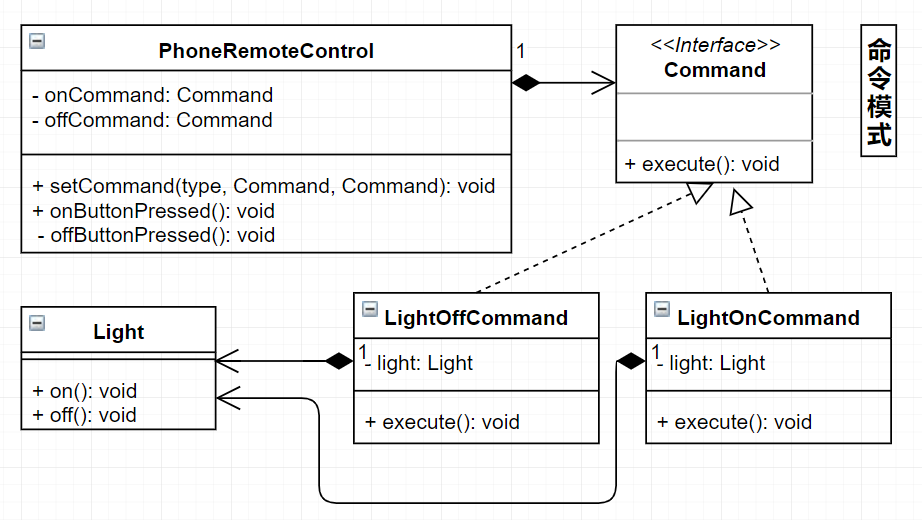 PhoneRemoteControl
- onCommand: Command
- offCommand: Command
+ setCommand(type, Command, Command): void
+ onButtonPressed(): void
- offButtonPressed(): void
1
<<Interface>>
Command
+ execute(): void
命令模式
Light
+ on(): void
+ off(): void
LightOffCommand
1
- light: Light
+ execute(): void
LightOnCommand
1
- light: Light
+ execute(): void